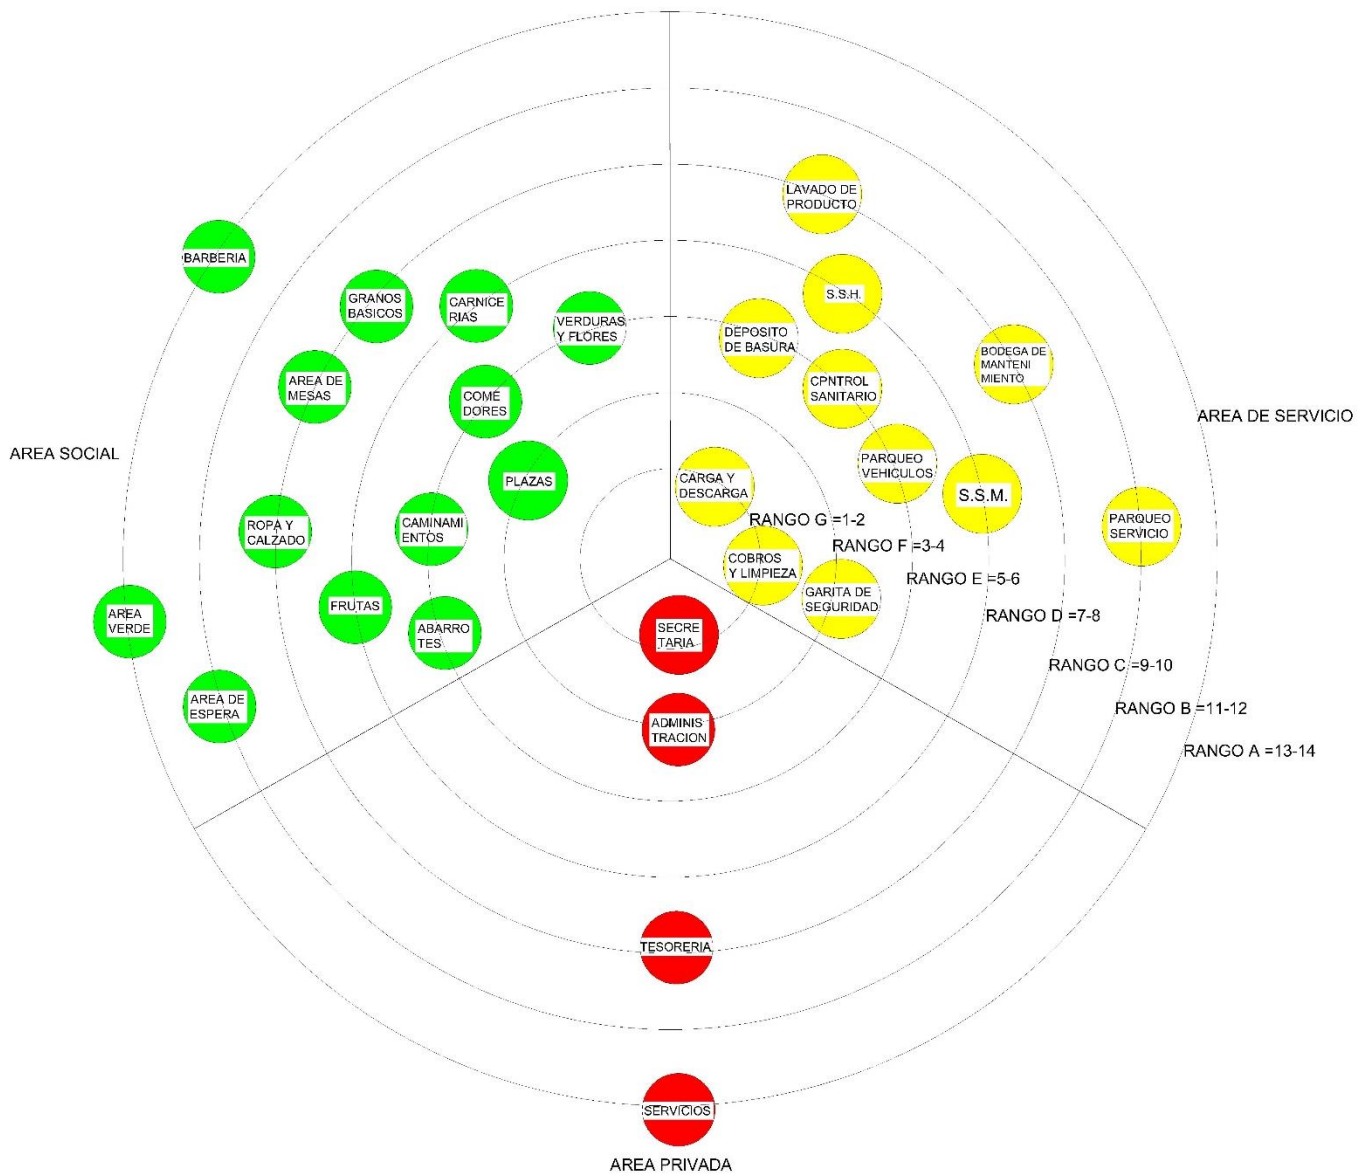 LAVADO DE
PRODUCTO
BARBERIA
GRANOS
BASICOS
CARNICE
RIAS
S.S.H.
VERDURAS
Y FLORES
DEPOSITO
DE BASURA
BODEGA DE
MANTENI
MIENTO
AREA DE
MESAS
COME
DORES
CPNTROL
SANITARIO
AREA DE SERVICIO
AREA SOCIAL
PLAZAS
CARGA Y
DESCARGA
PARQUEO
VEHICULOS
S.S.M.
ROPA Y
CALZADO
CAMINAMI
ENTOS
RANGO G =1-2
PARQUEO
SERVICIO
RANGO F =3-4
COBROS
Y LIMPIEZA
RANGO E =5-6
GARITA DE
SEGURIDAD
FRUTAS
AREA
VERDE
ABARRO
TES
SECRE
TARIA
RANGO D =7-8
RANGO C =9-10
AREA DE
ESPERA
RANGO B =11-12
ADMINIS
TRACION
RANGO A =13-14
TESORERIA
SERVICIOS
AREA PRIVADA